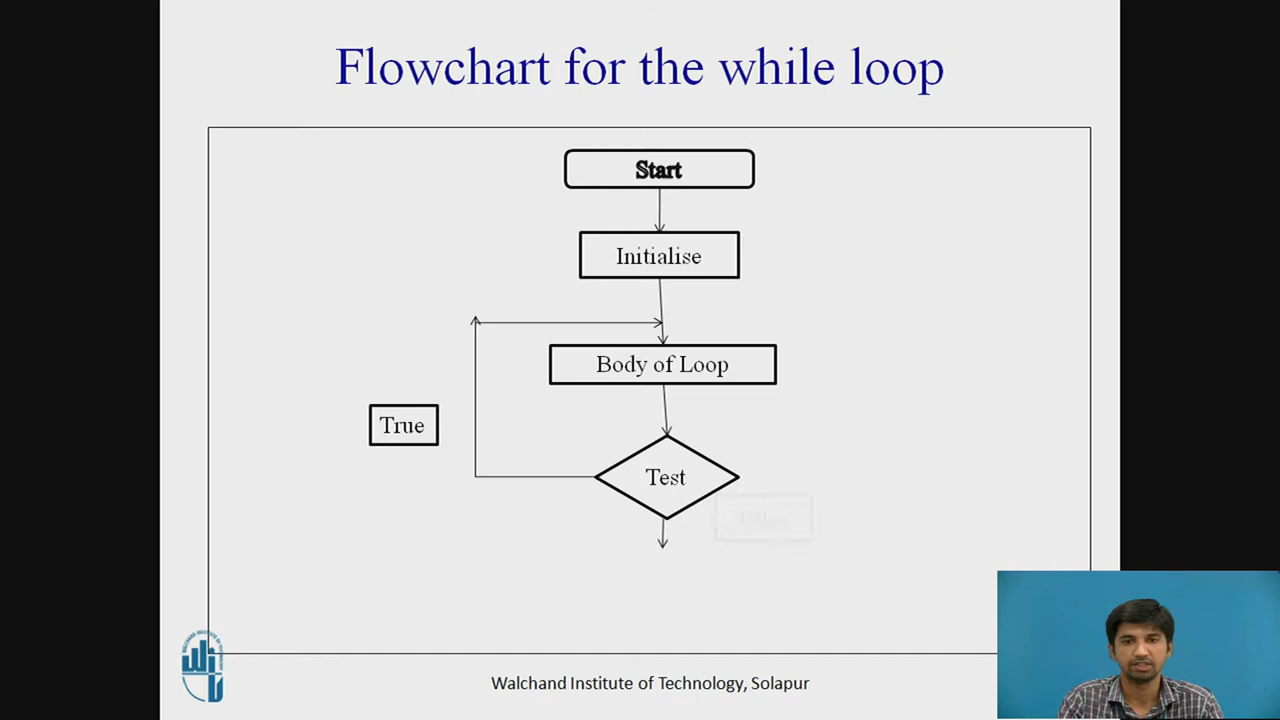 Flowchart for the while loop
Start
Initialise
Body of Loop
True
Test
Walchand Institute of Technology, Solapur